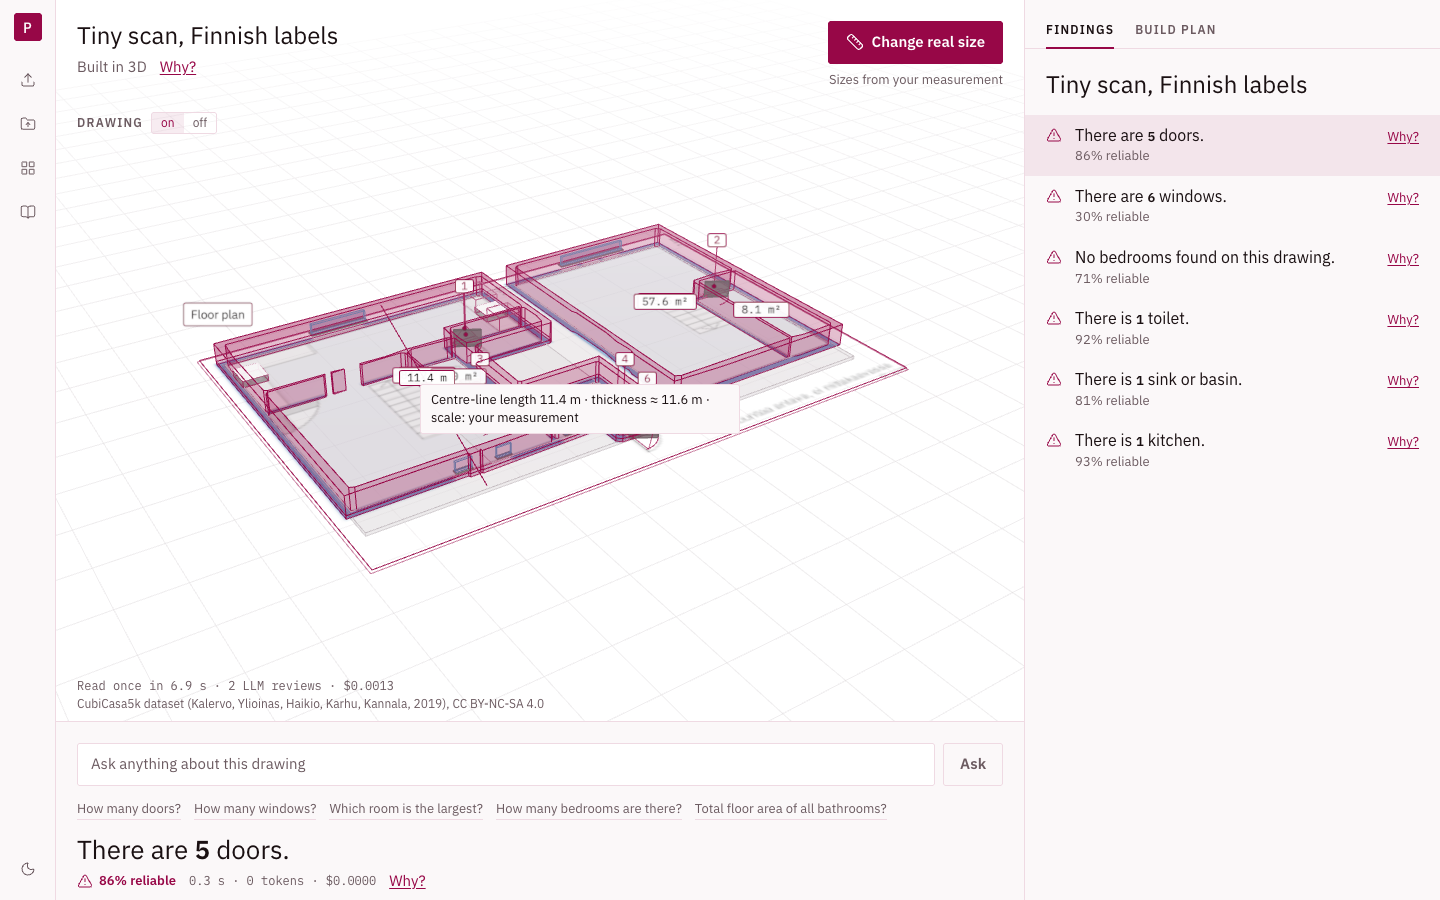 P
Tiny scan, Finnish labels
Built in 3D Why?
Change real size
Sizes from your measurement
DRAWING on off
2
1
57.6 m²
8.1 m²
Floor plan
3
4
6
11.4 m
m²
Centre-line length 11.4 m · thickness ≈ 11.6 m ·
scale: your measurement
Read once in 6.9 s · 2 LLM reviews · $0.0013
CubiCasa5k dataset (Kalervo, Ylioinas, Haikio, Karhu, Kannala, 2019), CC BY-NC-SA 4.0
Ask anything about this drawing
Ask
How many doors? How many windows? Which room is the largest? How many bedrooms are there? Total floor area of all bathrooms?
There are 5 doors.
86% reliable 0.3 s · 0 tokens · $0.0000 Why?
FINDINGS BUILD PLAN
Tiny scan, Finnish labels
There are 5 doors. Why?
86% reliable
There are 6 windows. Why?
30% reliable
No bedrooms found on this drawing. Why?
71% reliable
There is 1 toilet. Why?
92% reliable
There is 1 sink or basin. Why?
81% reliable
There is 1 kitchen. Why?
93% reliable